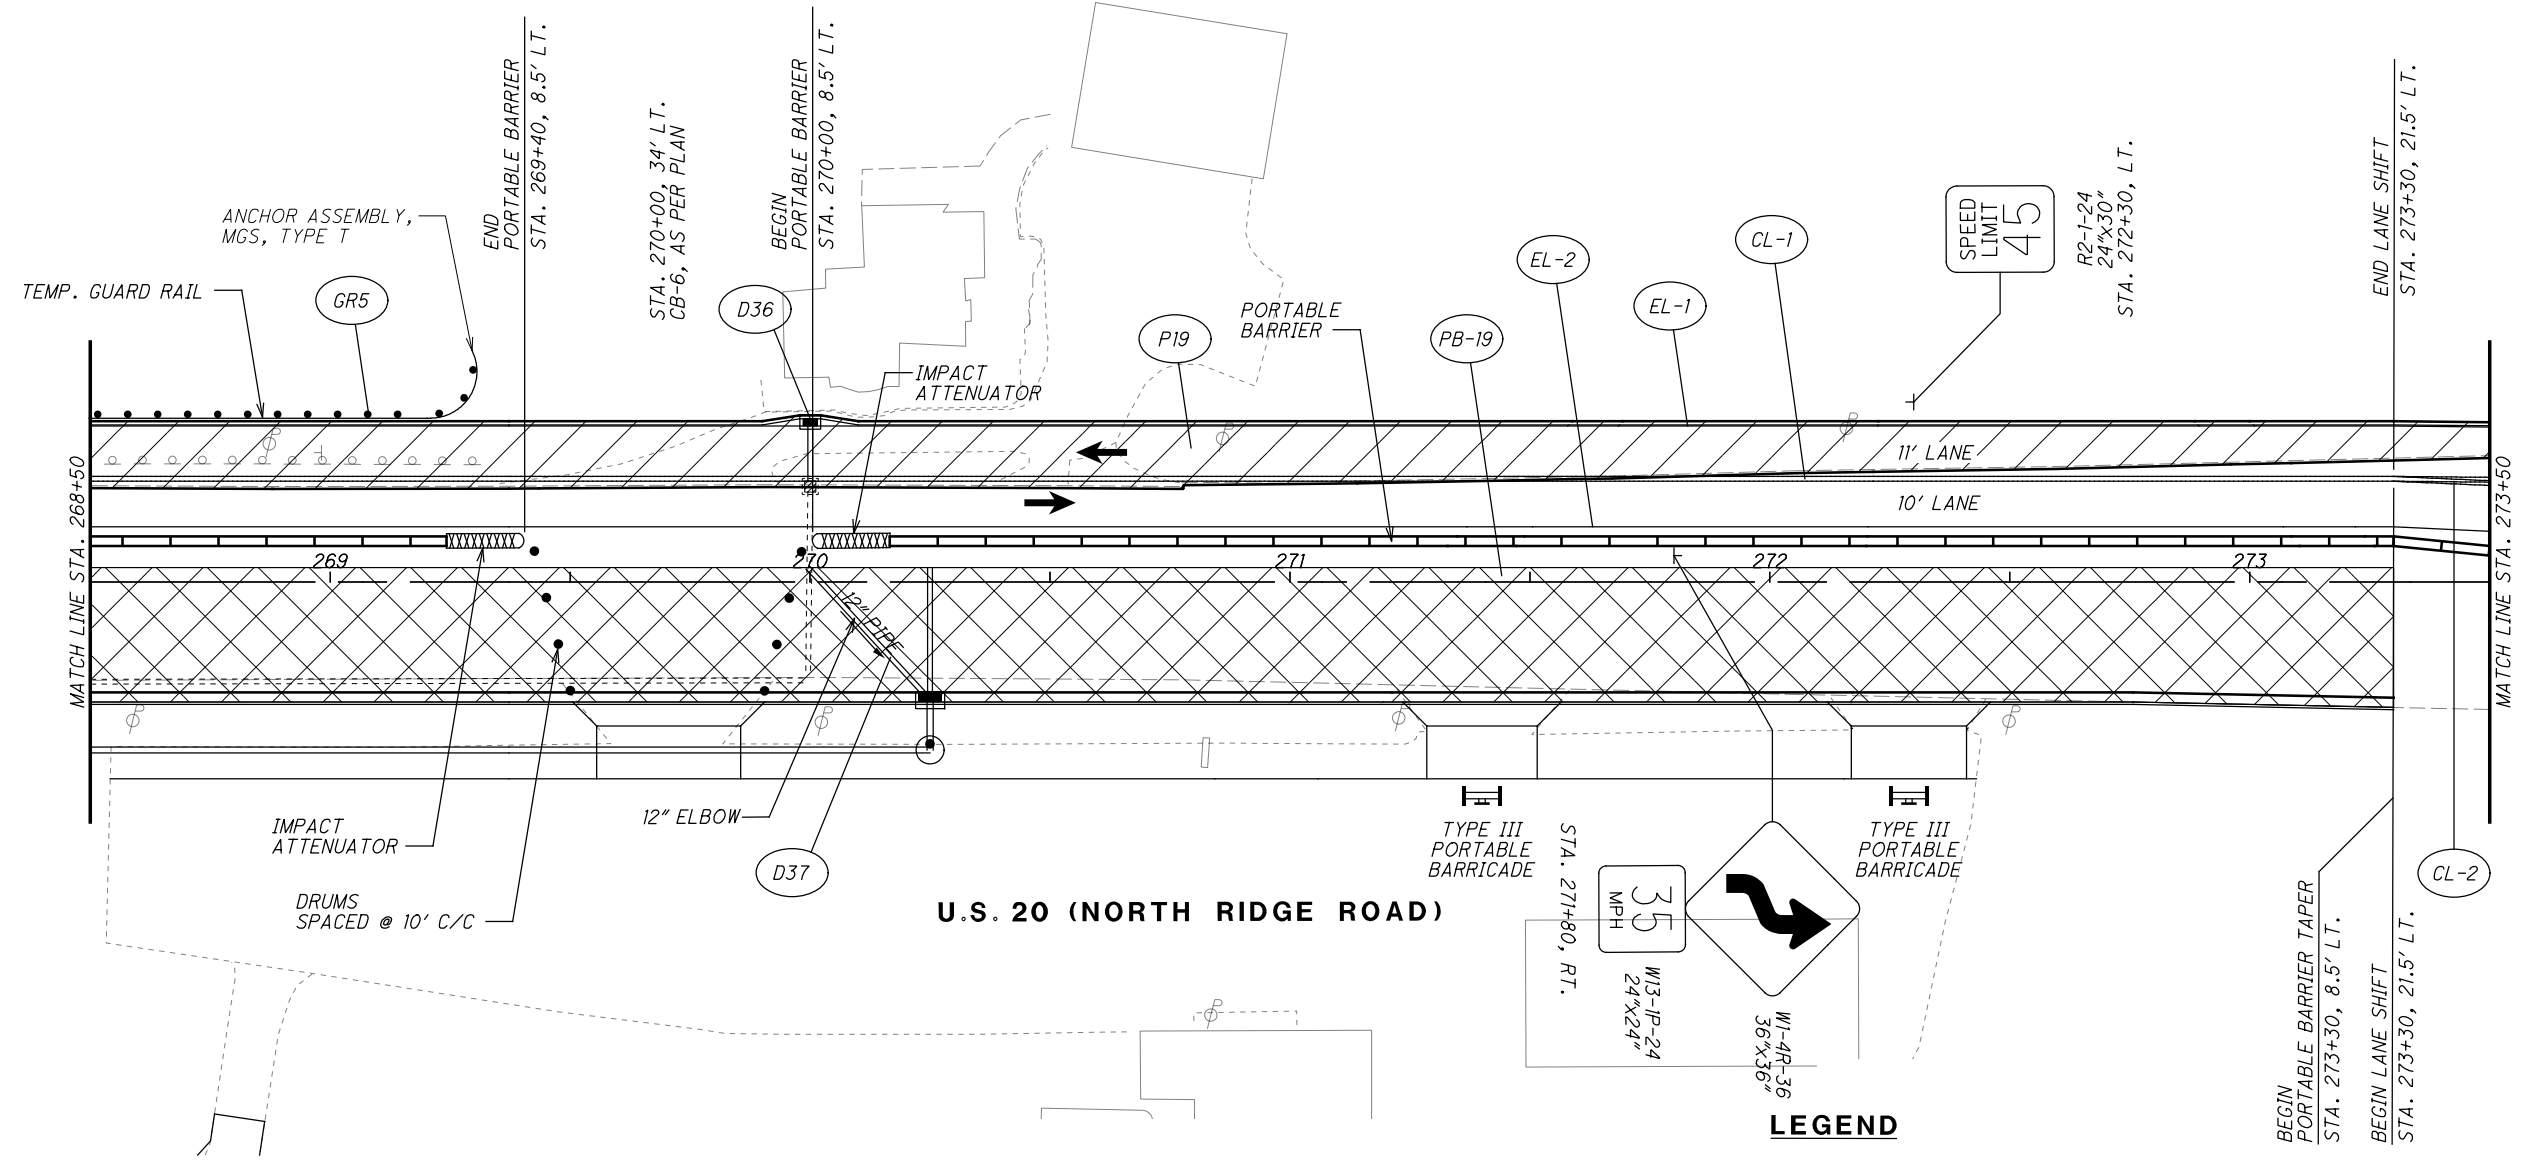 END
PORTABLE BARRIER
STA. 269+40, 8.5' LT.
STA. 270+00, 34' LT.
CB-6, AS PER PLAN
BEGIN
PORTABLE BARRIER
STA. 270+00, 8.5' LT.
ANCHOR ASSEMBLY,
MGS, TYPE T
TEMP. GUARD RAIL
GR5
D36
IMPACT
ATTENUATOR
P19
PORTABLE
BARRIER
PB-19
EL-2
EL-1
CL-1
SPEED
LIMIT
45
R2-1-24
24"x30"
STA. 272+30, LT.
END LANE SHIFT
STA. 273+30, 21.5' LT.
MATCH LINE STA. 268+50
11' LANE
10' LANE
MATCH LINE STA. 273+50
269
270
271
272
273
12" PIPE
12" ELBOW
IMPACT
ATTENUATOR
D37
DRUMS
SPACED @ 10' C/C
U.S. 20 (NORTH RIDGE ROAD)
TYPE III
PORTABLE
BARRICADE
STA. 271+80, RT.
35
MPH
W13-1P-24
24"x24"
W1-4R-36
36"x36"
TYPE III
PORTABLE
BARRICADE
CL-2
BEGIN
PORTABLE BARRIER TAPER
STA. 273+30, 8.5' LT.
BEGIN LANE SHIFT
STA. 273+30, 21.5' LT.
LEGEND